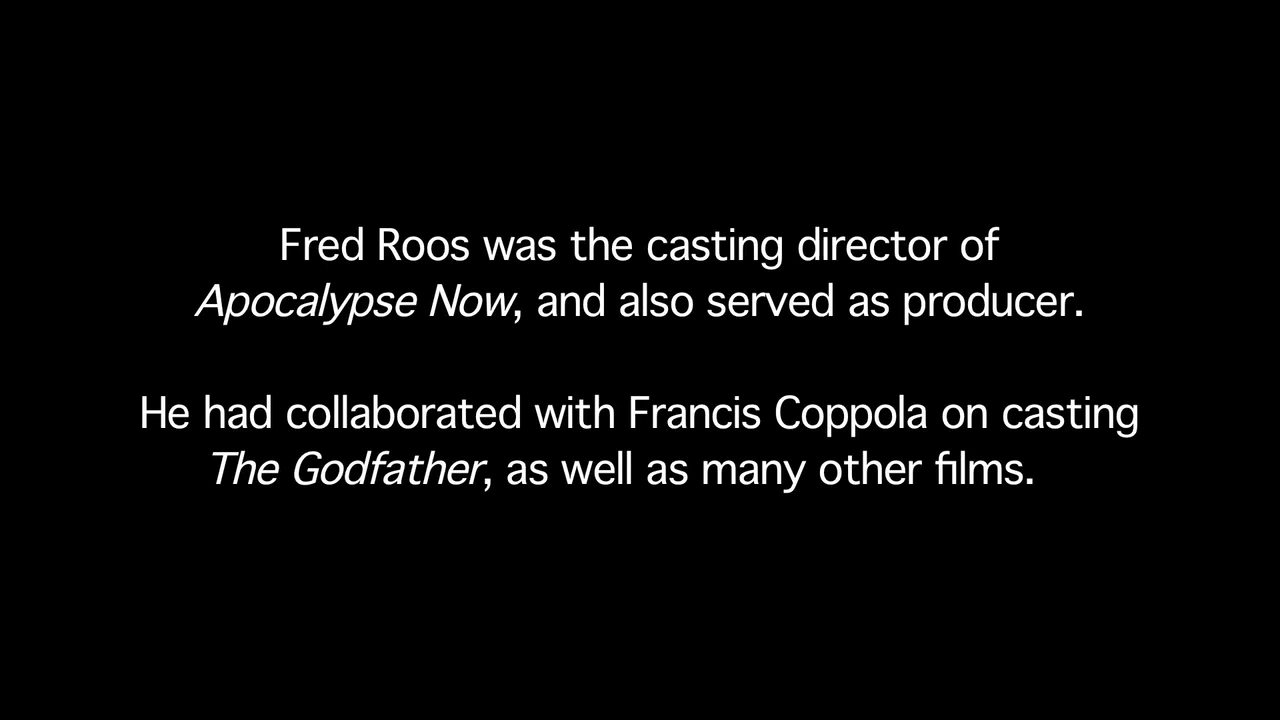 Fred Roos was the casting director of
Apocalypse Now, and also served as producer.
He had collaborated with Francis Coppola on casting
The Godfather, as well as many other films.